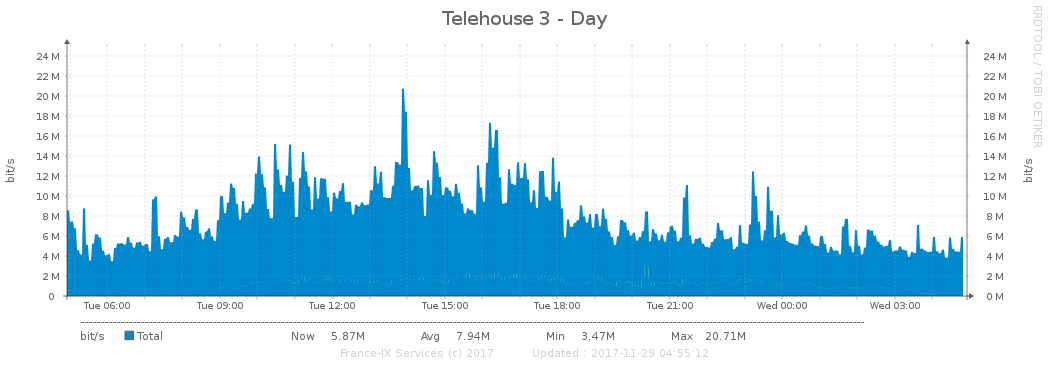 Telehouse 3 - Day
RRDTOOL / TOBI OETIKER
bit/s
24 M 24 M
22 M 22 M
20 M 20 M
18 M 18 M
16 M 16 M
14 M 14 M
12 M 12 M
10 M 10 M
8 M 8 M
6 M 6 M
4 M 4 M
2 M 2 M
0 0 M
bit/s
Tue 06:00 Tue 09:00 Tue 12:00 Tue 15:00 Tue 18:00 Tue 21:00 Wed 00:00 Wed 03:00
bit/s Total Now 5.87M Avg 7.94M Min 3.47M Max 20.71M
France-IX Services (c) 2017 Updated : 2017-11-29 04:55:12